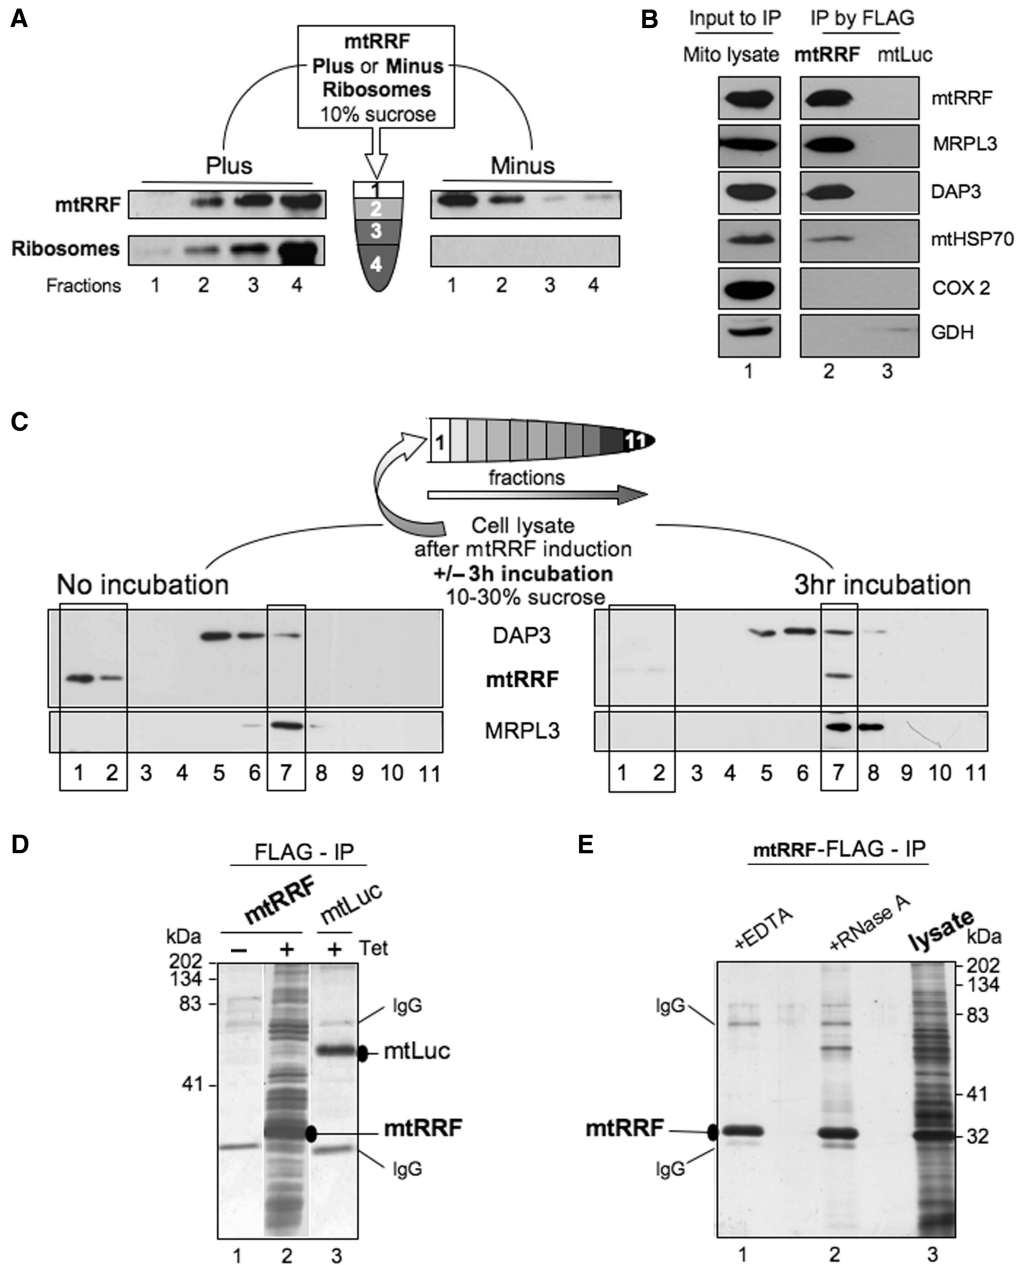 A
mtRRF
Plus or Minus
Ribosomes
10% sucrose
Plus
Minus
mtRRF
Ribosomes
Fractions 1 2 3 4
1
2
3
4
1 2 3 4
B
Input to IP IP by FLAG
Mito lysate mtRRF mtLuc
mtRRF
MRPL3
DAP3
mtHSP70
COX 2
GDH
1 2 3
C
1 11
fractions
Cell lysate
after mtRRF induction
+/– 3h incubation
10-30% sucrose
No incubation
3hr incubation
DAP3
mtRRF
MRPL3
1 2 3 4 5 6 7 8 9 10 11
1 2 3 4 5 6 7 8 9 10 11
D
FLAG - IP
mtRRF mtLuc
kDa
– + + Tet
202
134
83
41
IgG
mtLuc
mtRRF
IgG
1 2 3
E
mtRRF-FLAG - IP
+EDTA +RNase A lysate
kDa
202
134
83
41
32
IgG
mtRRF
IgG
1 2 3